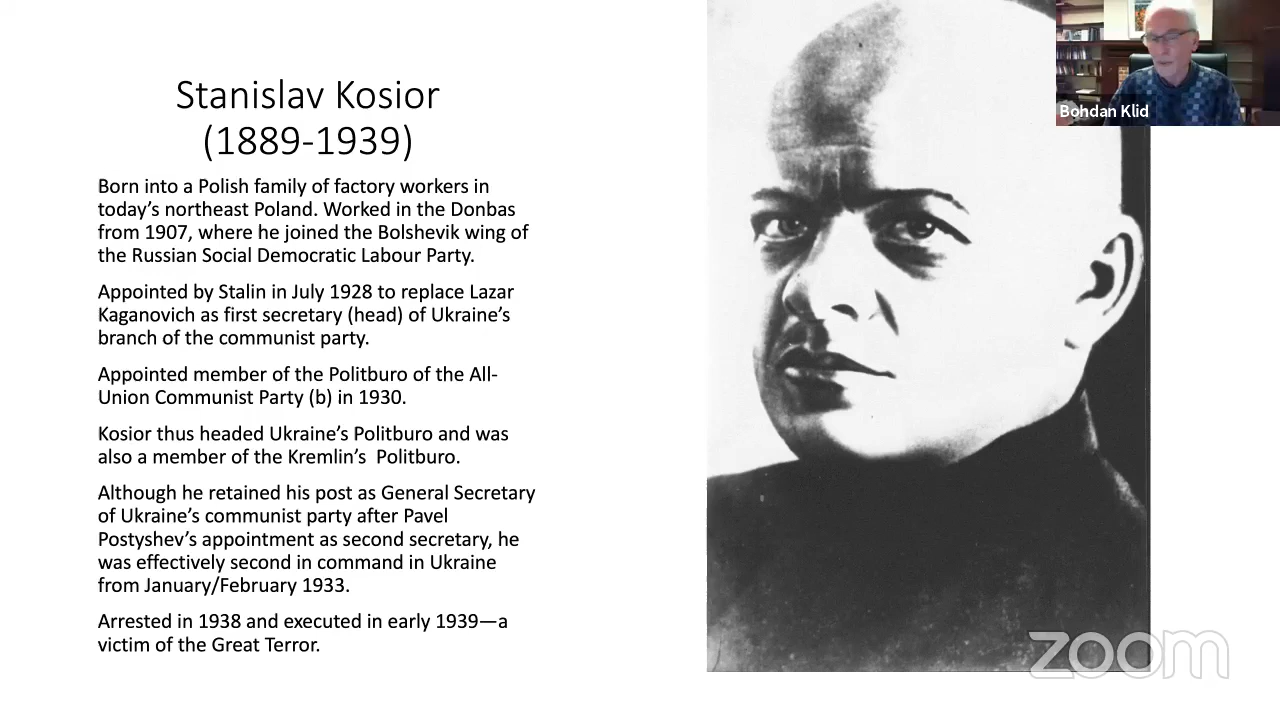 Stanislav Kosior
(1889-1939)
Born into a Polish family of factory workers in
today’s northeast Poland. Worked in the Donbas
from 1907, where he joined the Bolshevik wing of
the Russian Social Democratic Labour Party.
Appointed by Stalin in July 1928 to replace Lazar
Kaganovich as first secretary (head) of Ukraine’s
branch of the communist party.
Appointed member of the Politburo of the All-
Union Communist Party (b) in 1930.
Kosior thus headed Ukraine’s Politburo and was
also a member of the Kremlin’s  Politburo.
Although he retained his post as General Secretary
of Ukraine’s communist party after Pavel
Postyshev’s appointment as second secretary, he
was effectively second in command in Ukraine
from January/February 1933.
Arrested in 1938 and executed in early 1939—a
victim of the Great Terror.
Bohdan Klid
zoom